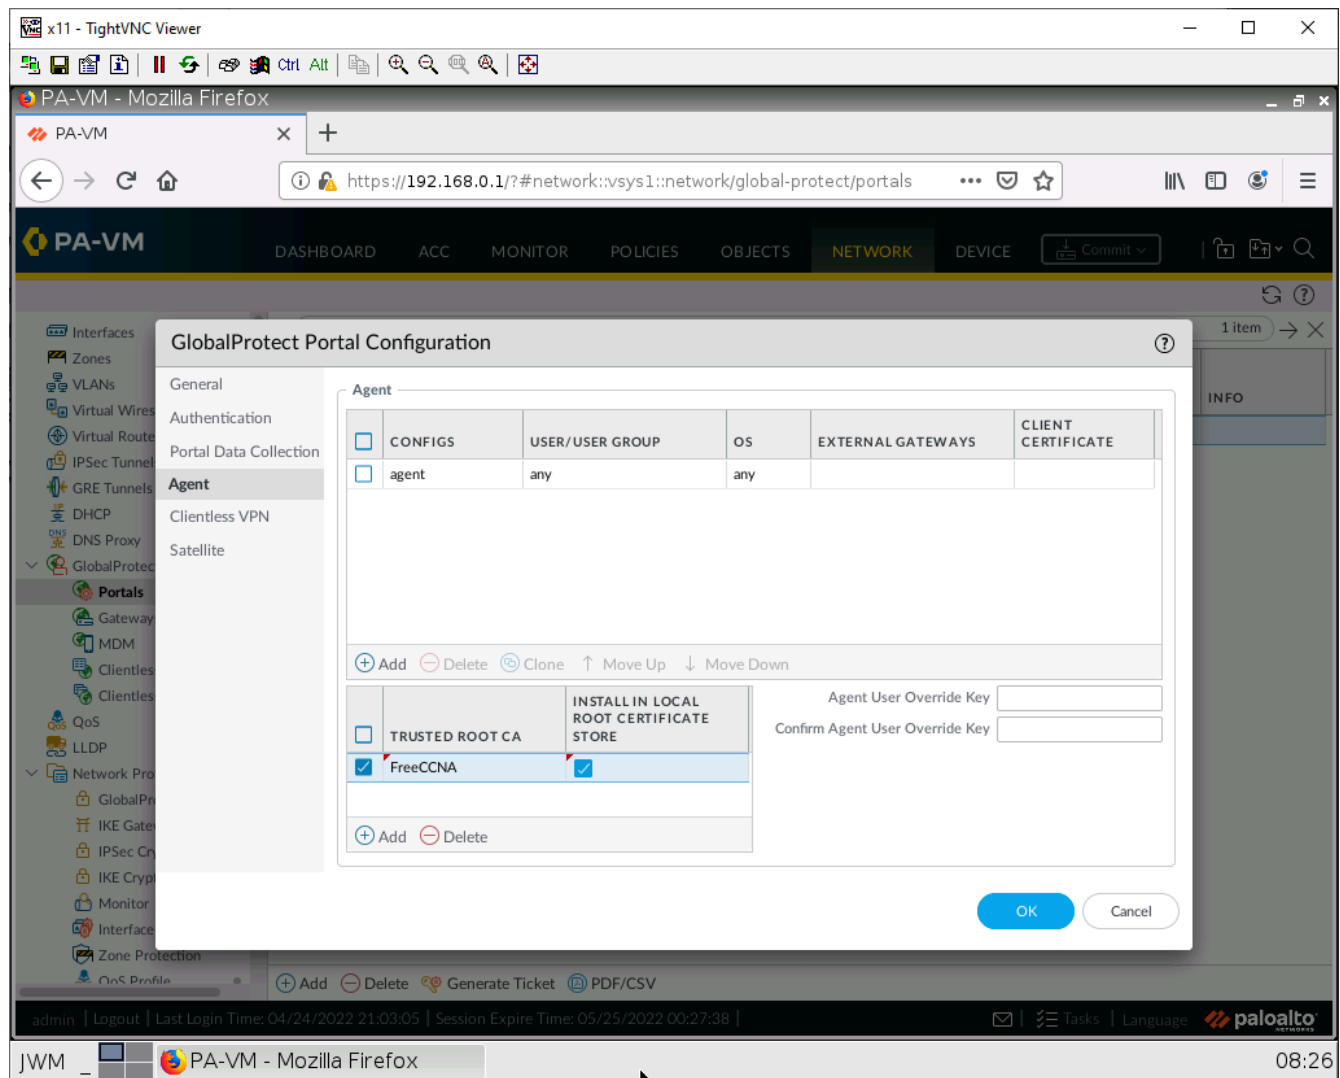 x11 - TightVNC Viewer
Ctrl Alt
PA-VM - Mozilla Firefox
PA-VM
https://192.168.0.1/?#network::vsys1::network/global-protect/portals
PA-VM
DASHBOARD ACC MONITOR POLICIES OBJECTS NETWORK DEVICE Commit
1 item
Interfaces
Zones
VLANs
Virtual Wires
Virtual Route
IPSec Tunnel
GRE Tunnels
DHCP
DNS Proxy
GlobalProtec
Portals
Gateway
MDM
Clientles
Clientles
QoS
LLDP
Network Pro
GlobalPr
IKE Gate
IPSec Cry
IKE Cryp
Monitor
Interface
Zone Protection
QoS Profile
INFO
GlobalProtect Portal Configuration
General
Authentication
Portal Data Collection
Agent
Clientless VPN
Satellite
Agent
CONFIGS USER/USER GROUP OS EXTERNAL GATEWAYS CLIENT CERTIFICATE
agent any any
Add Delete Clone Move Up Move Down
TRUSTED ROOT CA INSTALL IN LOCAL ROOT CERTIFICATE STORE
FreeCCNA
Add Delete
Agent User Override Key
Confirm Agent User Override Key
OK Cancel
Add Delete Generate Ticket PDF/CSV
admin | Logout | Last Login Time: 04/24/2022 21:03:05 | Session Expire Time: 05/25/2022 00:27:38 |
Tasks | Language paloalto NETWORKS
JWM _ PA-VM - Mozilla Firefox 08:26